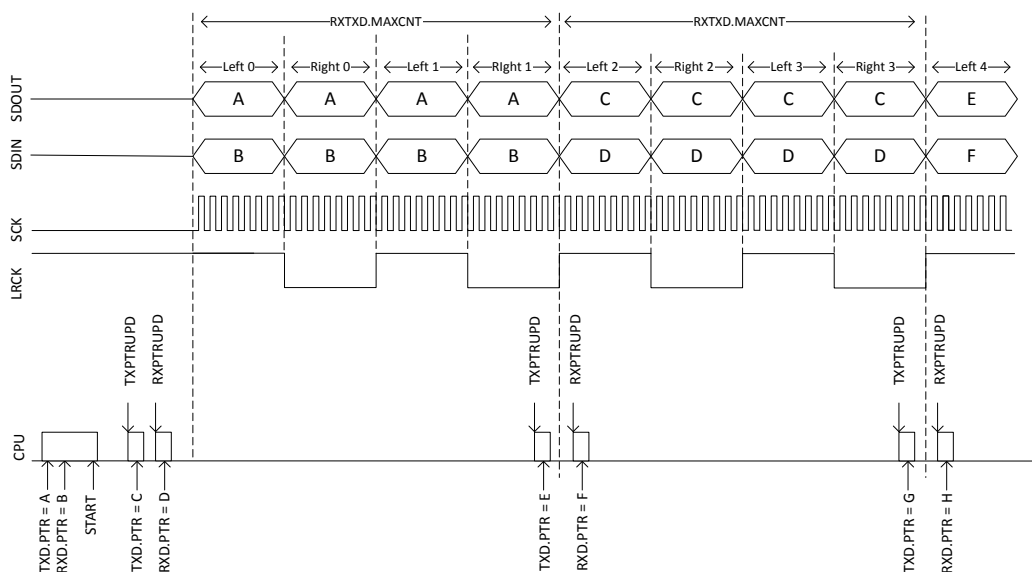 RXTXD.MAXCNT RXTXD.MAXCNT
Left 0 Right 0 Left 1 RIght 1 Left 2 Right 2 Left 3 Right 3 Left 4
SDOUT A A A A C C C C E
SDIN B B B B D D D D F
SCK
LRCK
TXPTRUPD RXPTRUPD TXPTRUPD RXPTRUPD TXPTRUPD RXPTRUPD
CPU
TXD.PTR = A RXD.PTR = B START TXD.PTR = C RXD.PTR = D TXD.PTR = E RXD.PTR = F TXD.PTR = G RXD.PTR = H